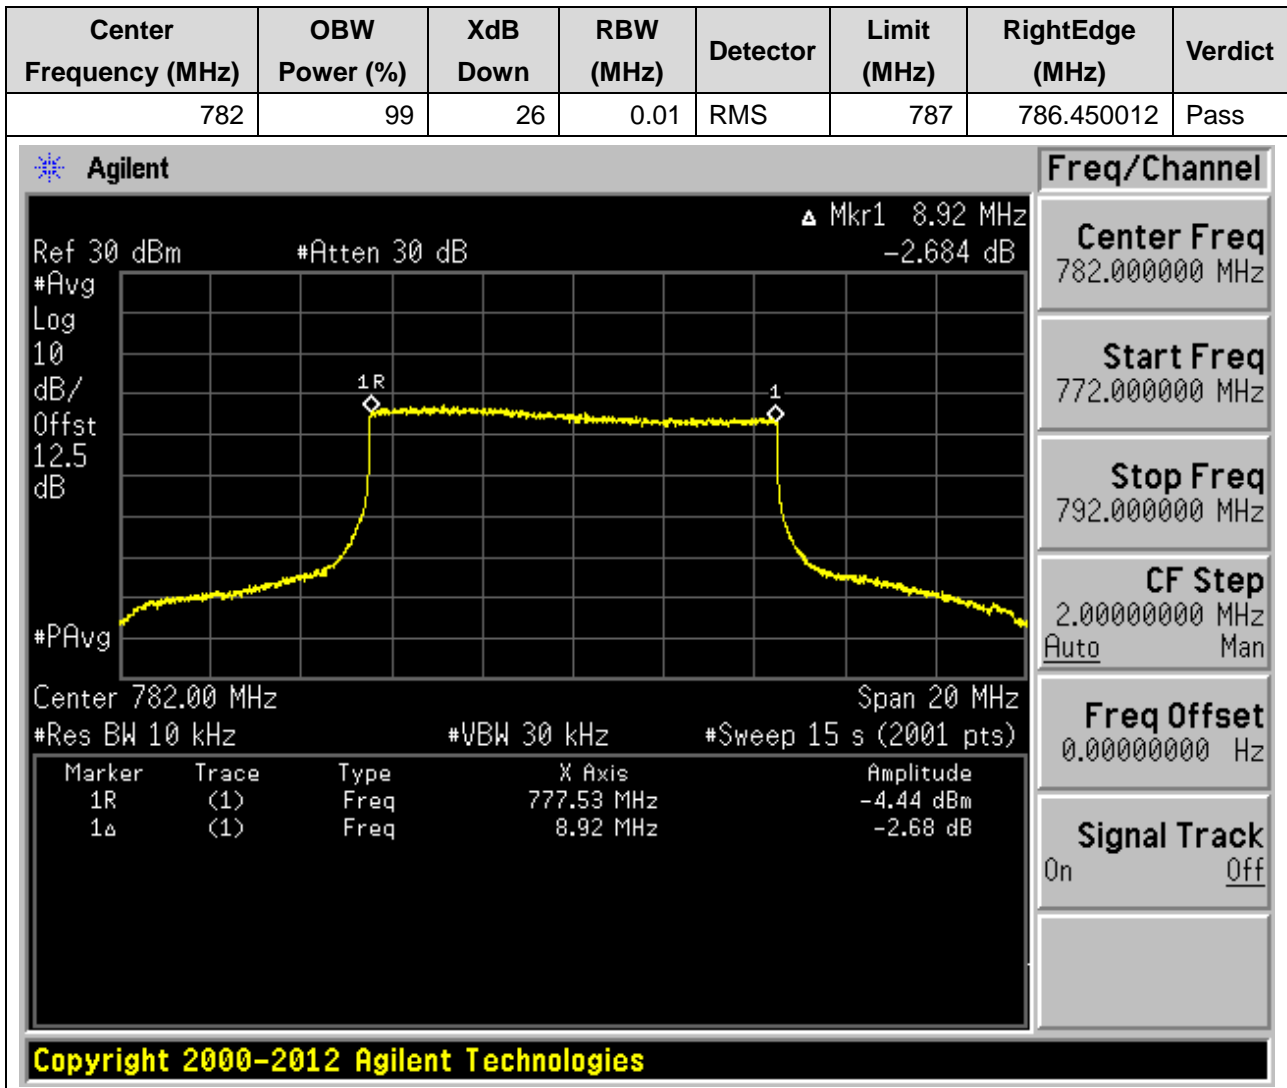 Center Frequency (MHz) OBW Power (%) XdB Down RBW (MHz) Detector Limit (MHz) RightEdge (MHz) Verdict
782 99 26 0.01 RMS 787 786.450012 Pass
Agilent
Freq/Channel
Δ Mkr1 8.92 MHz
Ref 30 dBm #Atten 30 dB -2.684 dB
#Avg
Log
10
dB/
Offst
12.5
dB
#PAvg
1R
1
Center 782.00 MHz Span 20 MHz
#Res BW 10 kHz #VBW 30 kHz #Sweep 15 s (2001 pts)
Marker Trace Type X Axis Amplitude
1R (1) Freq 777.53 MHz -4.44 dBm
1Δ (1) Freq 8.92 MHz -2.68 dB
Center Freq
782.000000 MHz
Start Freq
772.000000 MHz
Stop Freq
792.000000 MHz
CF Step
2.00000000 MHz
Auto Man
Freq Offset
0.00000000 Hz
Signal Track
On Off
Copyright 2000-2012 Agilent Technologies